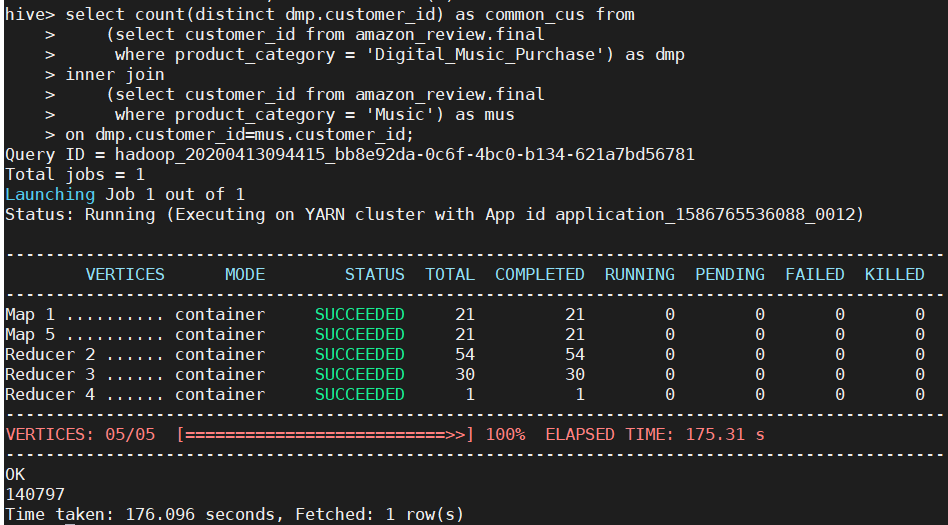 hive> select count(distinct dmp.customer_id) as common_cus from
    >     (select customer_id from amazon_review.final
    >      where product_category = 'Digital_Music_Purchase') as dmp
    > inner join
    >     (select customer_id from amazon_review.final
    >      where product_category = 'Music') as mus
    > on dmp.customer_id=mus.customer_id;
Query ID = hadoop_20200413094415_bb8e92da-0c6f-4bc0-b134-621a7bd56781
Total jobs = 1
Launching Job 1 out of 1
Status: Running (Executing on YARN cluster with App id application_1586765536088_0012)

----------------------------------------------------------------------------------------------
        VERTICES      MODE        STATUS  TOTAL  COMPLETED  RUNNING  PENDING  FAILED  KILLED
----------------------------------------------------------------------------------------------
Map 1 .......... container     SUCCEEDED     21         21        0        0       0       0
Map 5 .......... container     SUCCEEDED     21         21        0        0       0       0
Reducer 2 ...... container     SUCCEEDED     54         54        0        0       0       0
Reducer 3 ...... container     SUCCEEDED     30         30        0        0       0       0
Reducer 4 ...... container     SUCCEEDED      1          1        0        0       0       0
----------------------------------------------------------------------------------------------
VERTICES: 05/05  [==========================>>] 100%  ELAPSED TIME: 175.31 s
----------------------------------------------------------------------------------------------
OK
140797
Time taken: 176.096 seconds, Fetched: 1 row(s)